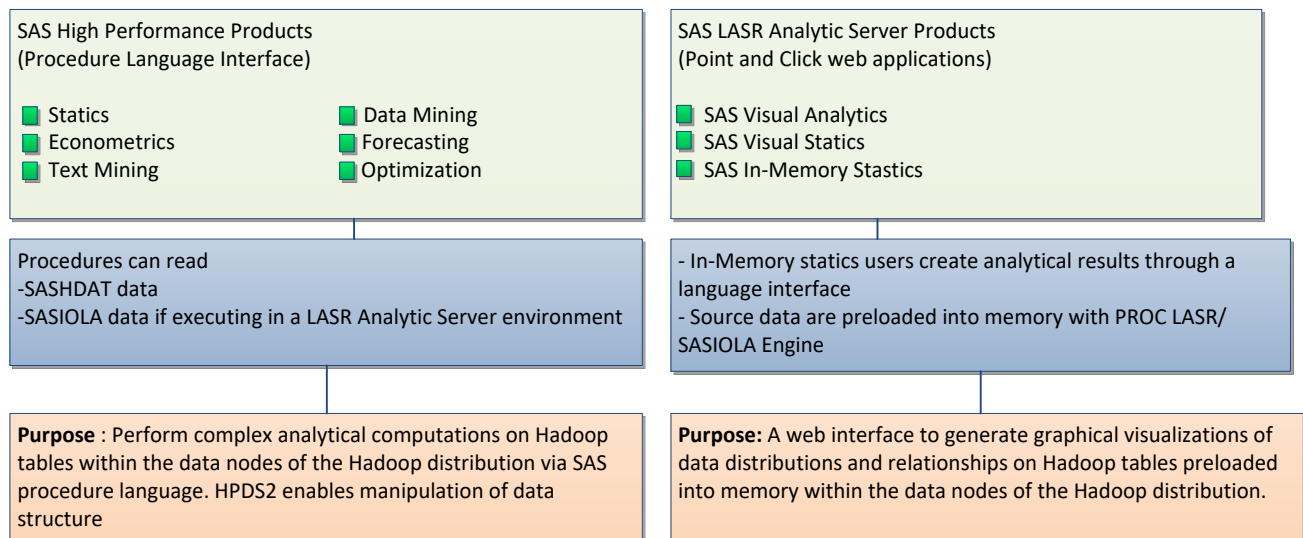 SAS High Performance Products
(Procedure Language Interface)
Statics
Data Mining
Econometrics
Forecasting
Text Mining
Optimization
Procedures can read
-SASHDAT data
-SASIOLA data if executing in a LASR Analytic Server environment
Purpose : Perform complex analytical computations on Hadoop
tables within the data nodes of the Hadoop distribution via SAS
procedure language. HPDS2 enables manipulation of data
structure
SAS LASR Analytic Server Products
(Point and Click web applications)
SAS Visual Analytics
SAS Visual Statics
SAS In-Memory Stastics
- In-Memory statics users create analytical results through a
language interface
- Source data are preloaded into memory with PROC LASR/
SASIOLA Engine
Purpose: A web interface to generate graphical visualizations of
data distributions and relationships on Hadoop tables preloaded
into memory within the data nodes of the Hadoop distribution.